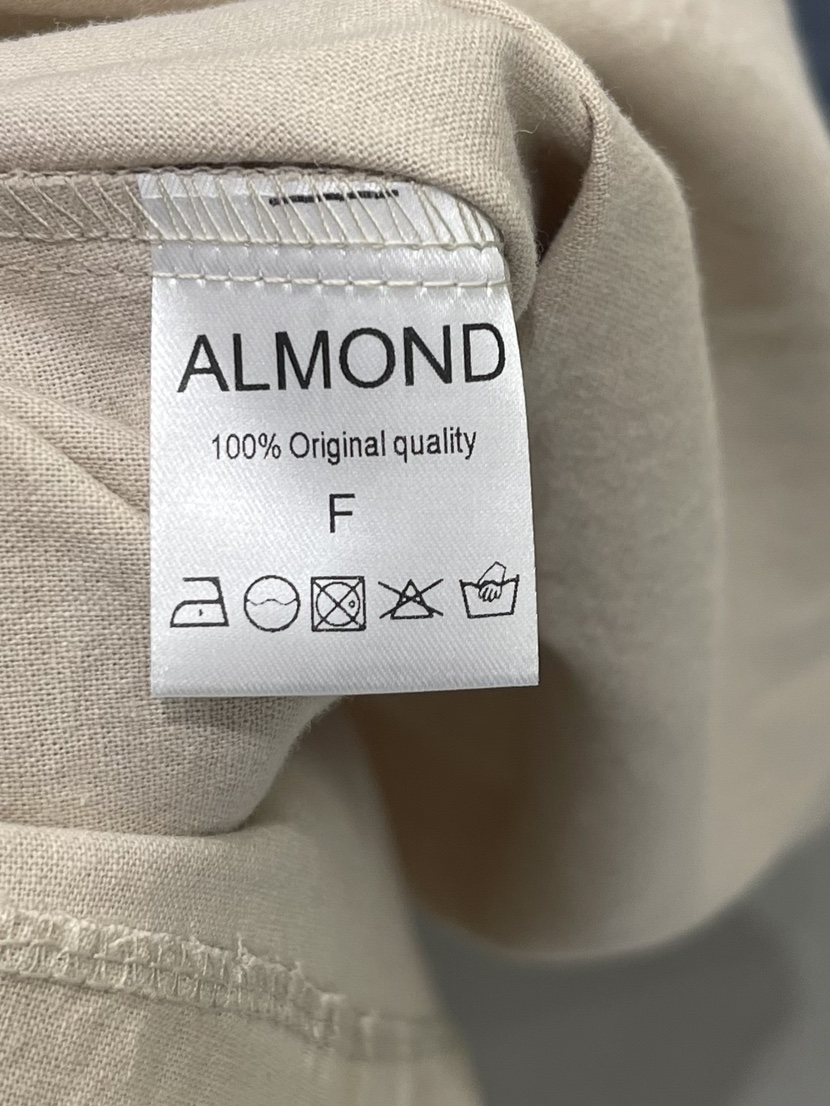 ALMOND
100% Original quality
F